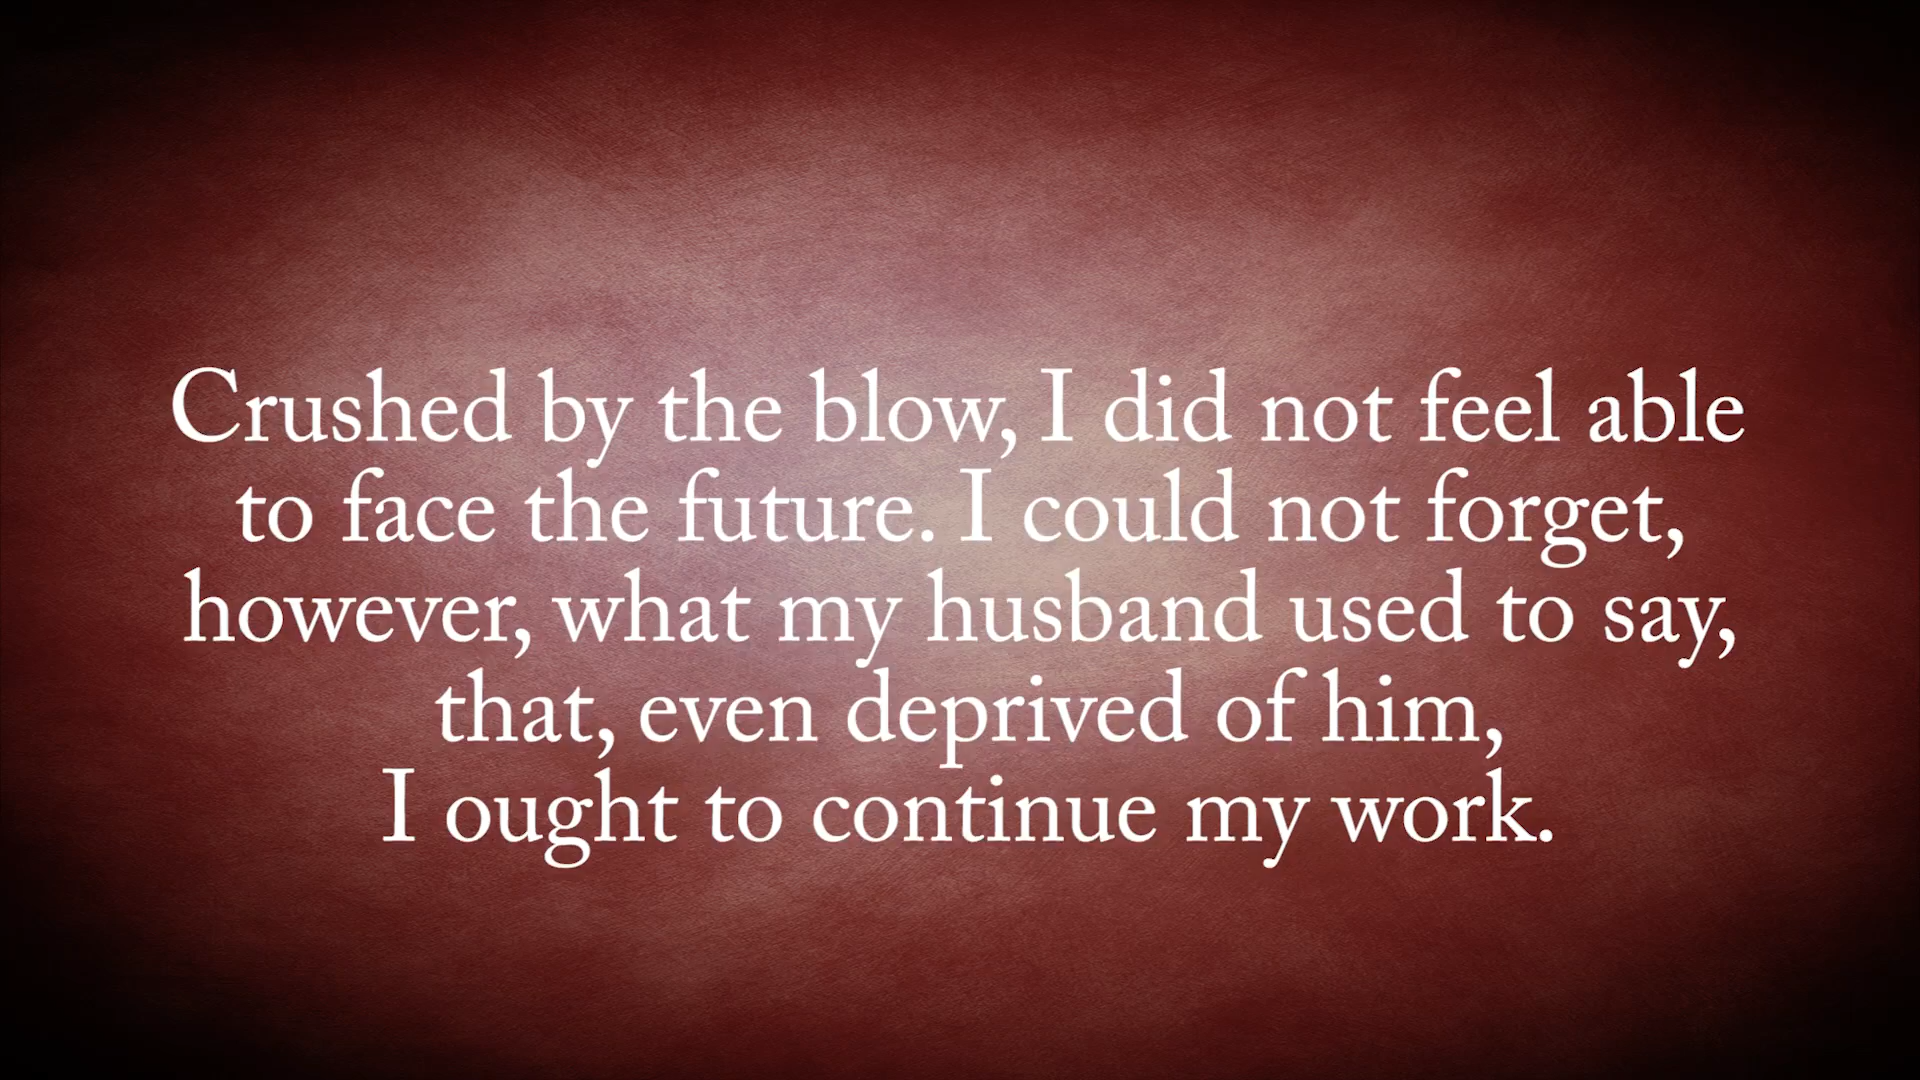 Crushed by the blow, I did not feel able
to face the future. I could not forget,
however, what my husband used to say,
that, even deprived of him,
I ought to continue my work.